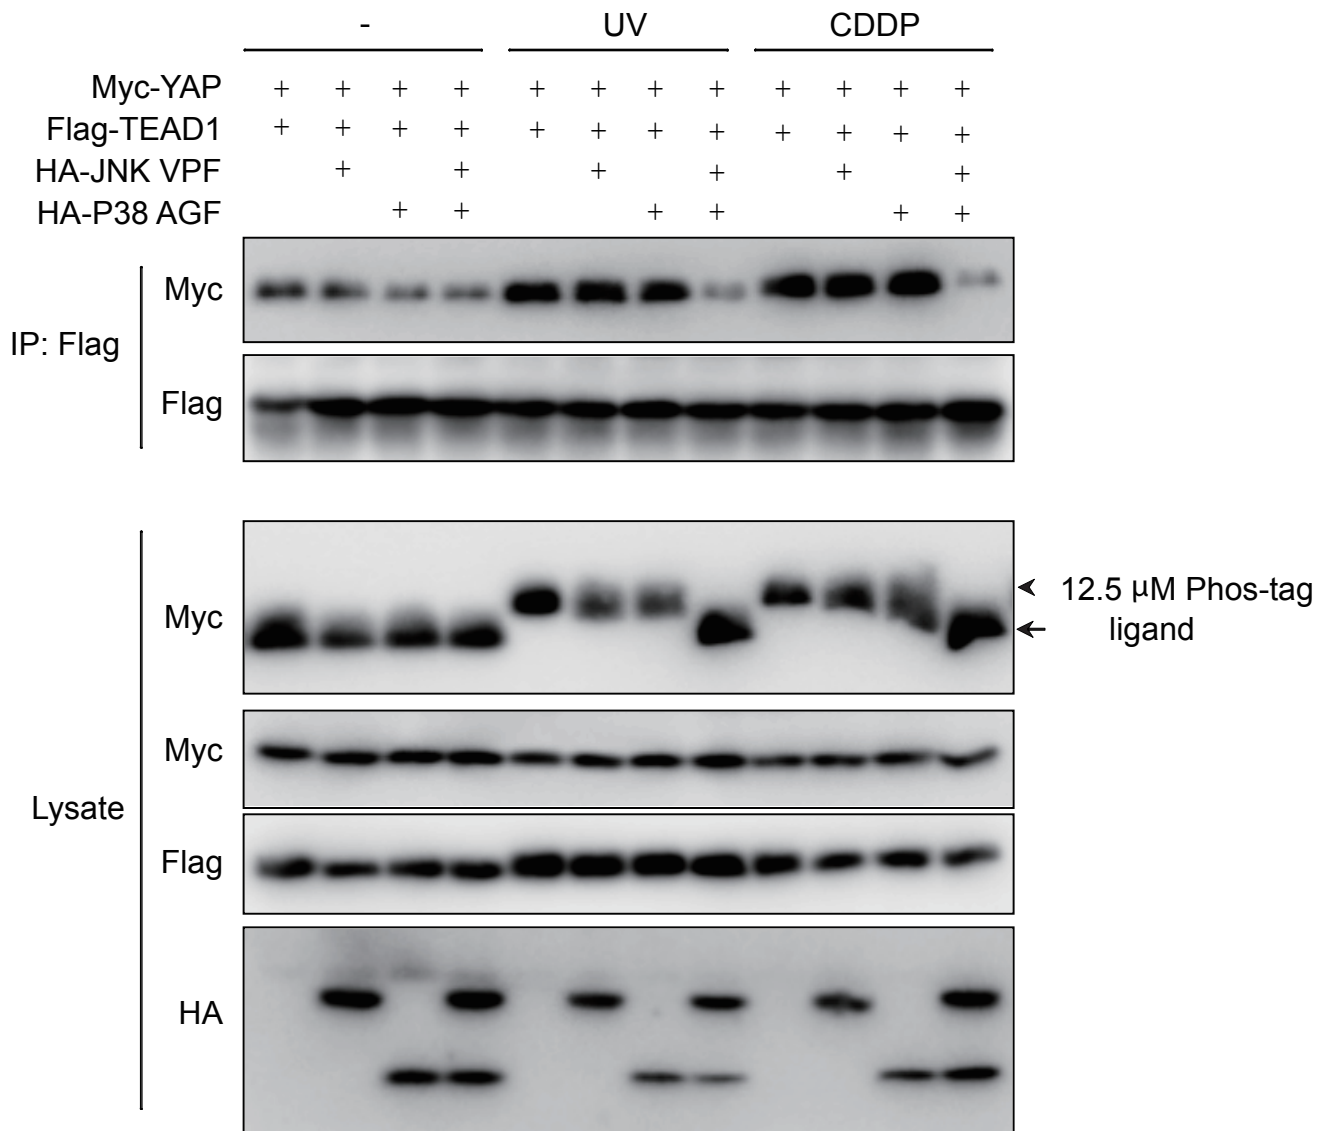 - UV CDDP
Myc-YAP + + + + + + + + + + + +
Flag-TEAD1 + + + + + + + + + + + +
HA-JNK VPF + + + + + +
HA-P38 AGF + + + + + +
Myc
IP: Flag
Flag
Myc
12.5 μM Phos-tag
ligand
Myc
Lysate
Flag
HA